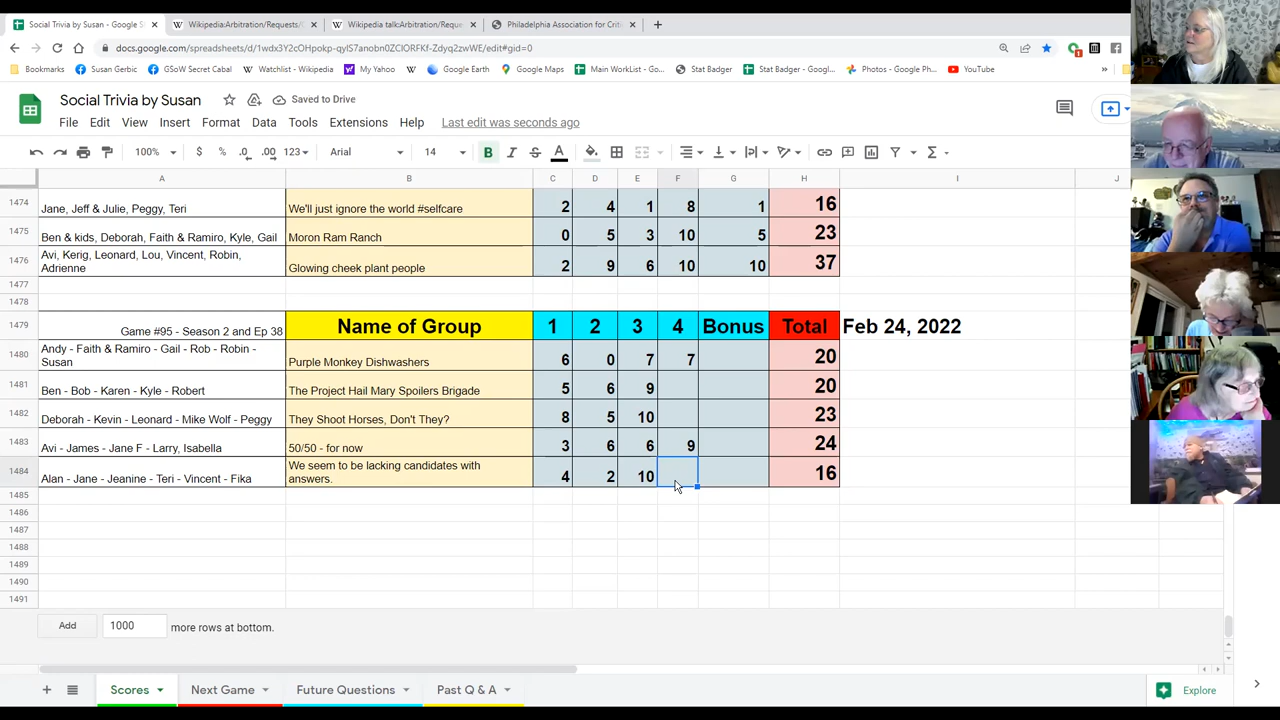 Social Trivia by Susan - Google S
Wikipedia:Arbitration/Requests/
Wikipedia talk:Arbitration/Reque
Philadelphia Association for Crit
docs.google.com/spreadsheets/d/
/edit#gid=0
Bookmarks
Susan Gerbic
GSoW Secret Cabal
Watchlist - Wikipedia
My Yahoo
Google Earth
Google Maps
Main WorkList - Go...
Stat Badger
Stat Badger - Googl...
Photos - Google Ph...
YouTube
Social Trivia by Susan
Saved to Drive
File Edit View Insert Format Data Tools Extensions Help Last edit was seconds ago
100% $ % .0 .00 123 Arial 14 B I S A
A B C D E F G H I J
1474 Jane, Jeff & Julie, Peggy, Teri We'll just ignore the world #selfcare 2 4 1 8 1 16
1475 Ben & kids, Deborah, Faith & Ramiro, Kyle, Gail Moron Ram Ranch 0 5 3 10 5 23
1476 Avi, Kerig, Leonard, Lou, Vincent, Robin,
Adrienne Glowing cheek plant people 2 9 6 10 10 37
1477
1478
1479 Game #95 - Season 2 and Ep 38 Name of Group 1 2 3 4 Bonus Total Feb 24, 2022
1480 Andy - Faith & Ramiro - Gail - Rob - Robin -
Susan Purple Monkey Dishwashers 6 0 7 7 20
1481 Ben - Bob - Karen - Kyle - Robert The Project Hail Mary Spoilers Brigade 5 6 9 20
1482 Deborah - Kevin - Leonard - Mike Wolf - Peggy They Shoot Horses, Don't They? 8 5 10 23
1483 Avi - James - Jane F - Larry, Isabella 50/50 - for now 3 6 6 9 24
1484 Alan - Jane - Jeanine - Teri - Vincent - Fika We seem to be lacking candidates with
answers. 4 2 10 16
1485
1486
1487
1488
1489
1490
1491
Add 1000 more rows at bottom.
Scores Next Game Future Questions Past Q & A Explore